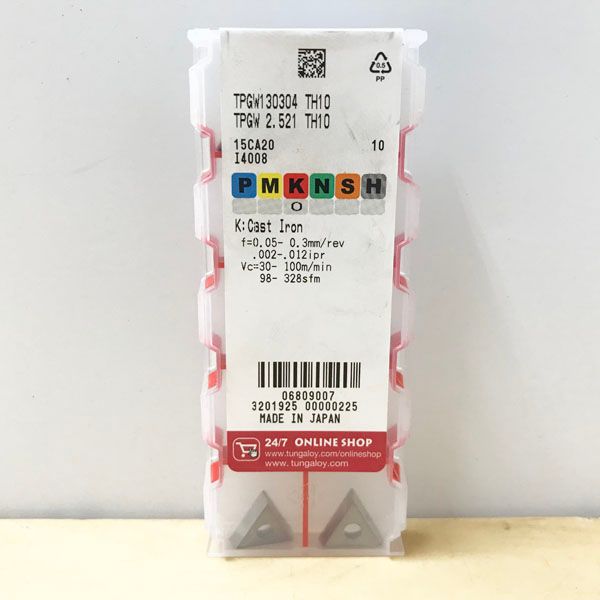 0.5
PP
TPGW130304 TH10
TPGW 2.521 TH10
15CA20 10
I4008
P M K N S H
O
K:Cast Iron
f=0.05- 0.3mm/rev
.002-.012ipr
Vc=30- 100m/min
98- 328sfm
06809007
3201925 00000225
MADE IN JAPAN
24/7 ONLINE SHOP
www.tungaloy.com/onlineshop
www.tungaloy.com